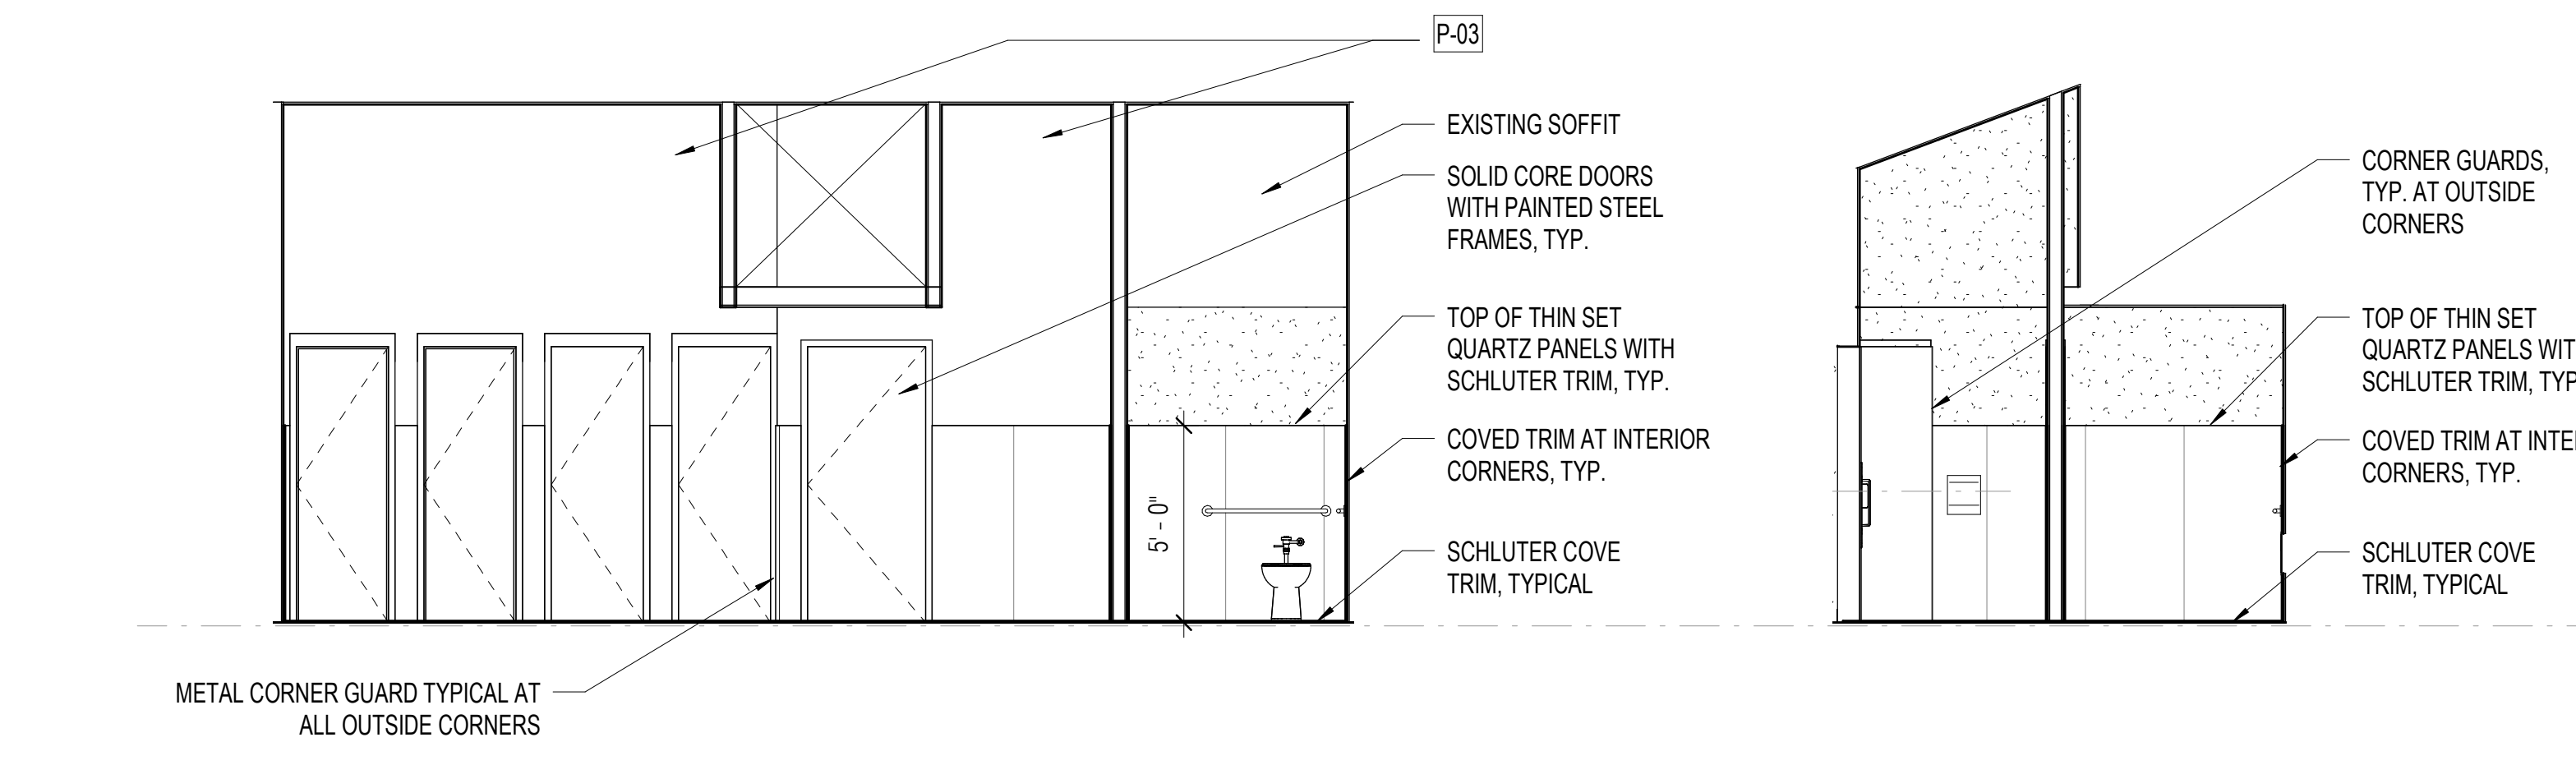 P-03
EXISTING SOFFIT
SOLID CORE DOORS
WITH PAINTED STEEL
FRAMES, TYP.
TOP OF THIN SET
QUARTZ PANELS WITH
SCHLUTER TRIM, TYP.
COVED TRIM AT INTERIOR
CORNERS, TYP.
5' - 0"
SCHLUTER COVE
TRIM, TYPICAL
METAL CORNER GUARD TYPICAL AT
ALL OUTSIDE CORNERS
CORNER GUARDS,
TYP. AT OUTSIDE
CORNERS
TOP OF THIN SET
QUARTZ PANELS WIT
SCHLUTER TRIM, TYP
COVED TRIM AT INTE
CORNERS, TYP.
SCHLUTER COVE
TRIM, TYPICAL